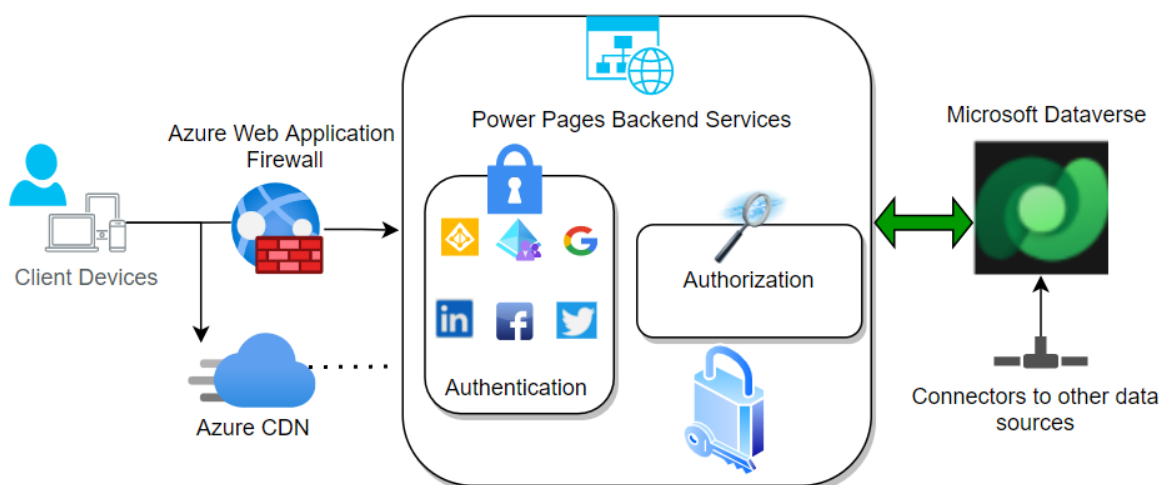 Power Pages Backend Services
Microsoft Dataverse
Azure Web Application
Firewall
Client Devices
Authorization
in
f
G
Authentication
Azure CDN
Connectors to other data
sources